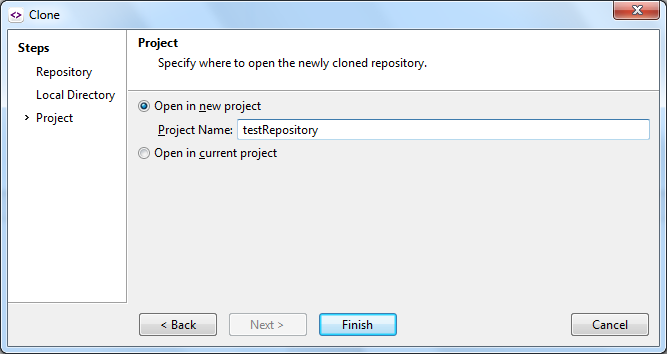 Clone
Steps
Repository
Local Directory
Project
Project
Specify where to open the newly cloned repository.
Open in new project
Project Name: testRepository
Open in current project
< Back
Next >
Finish
Cancel